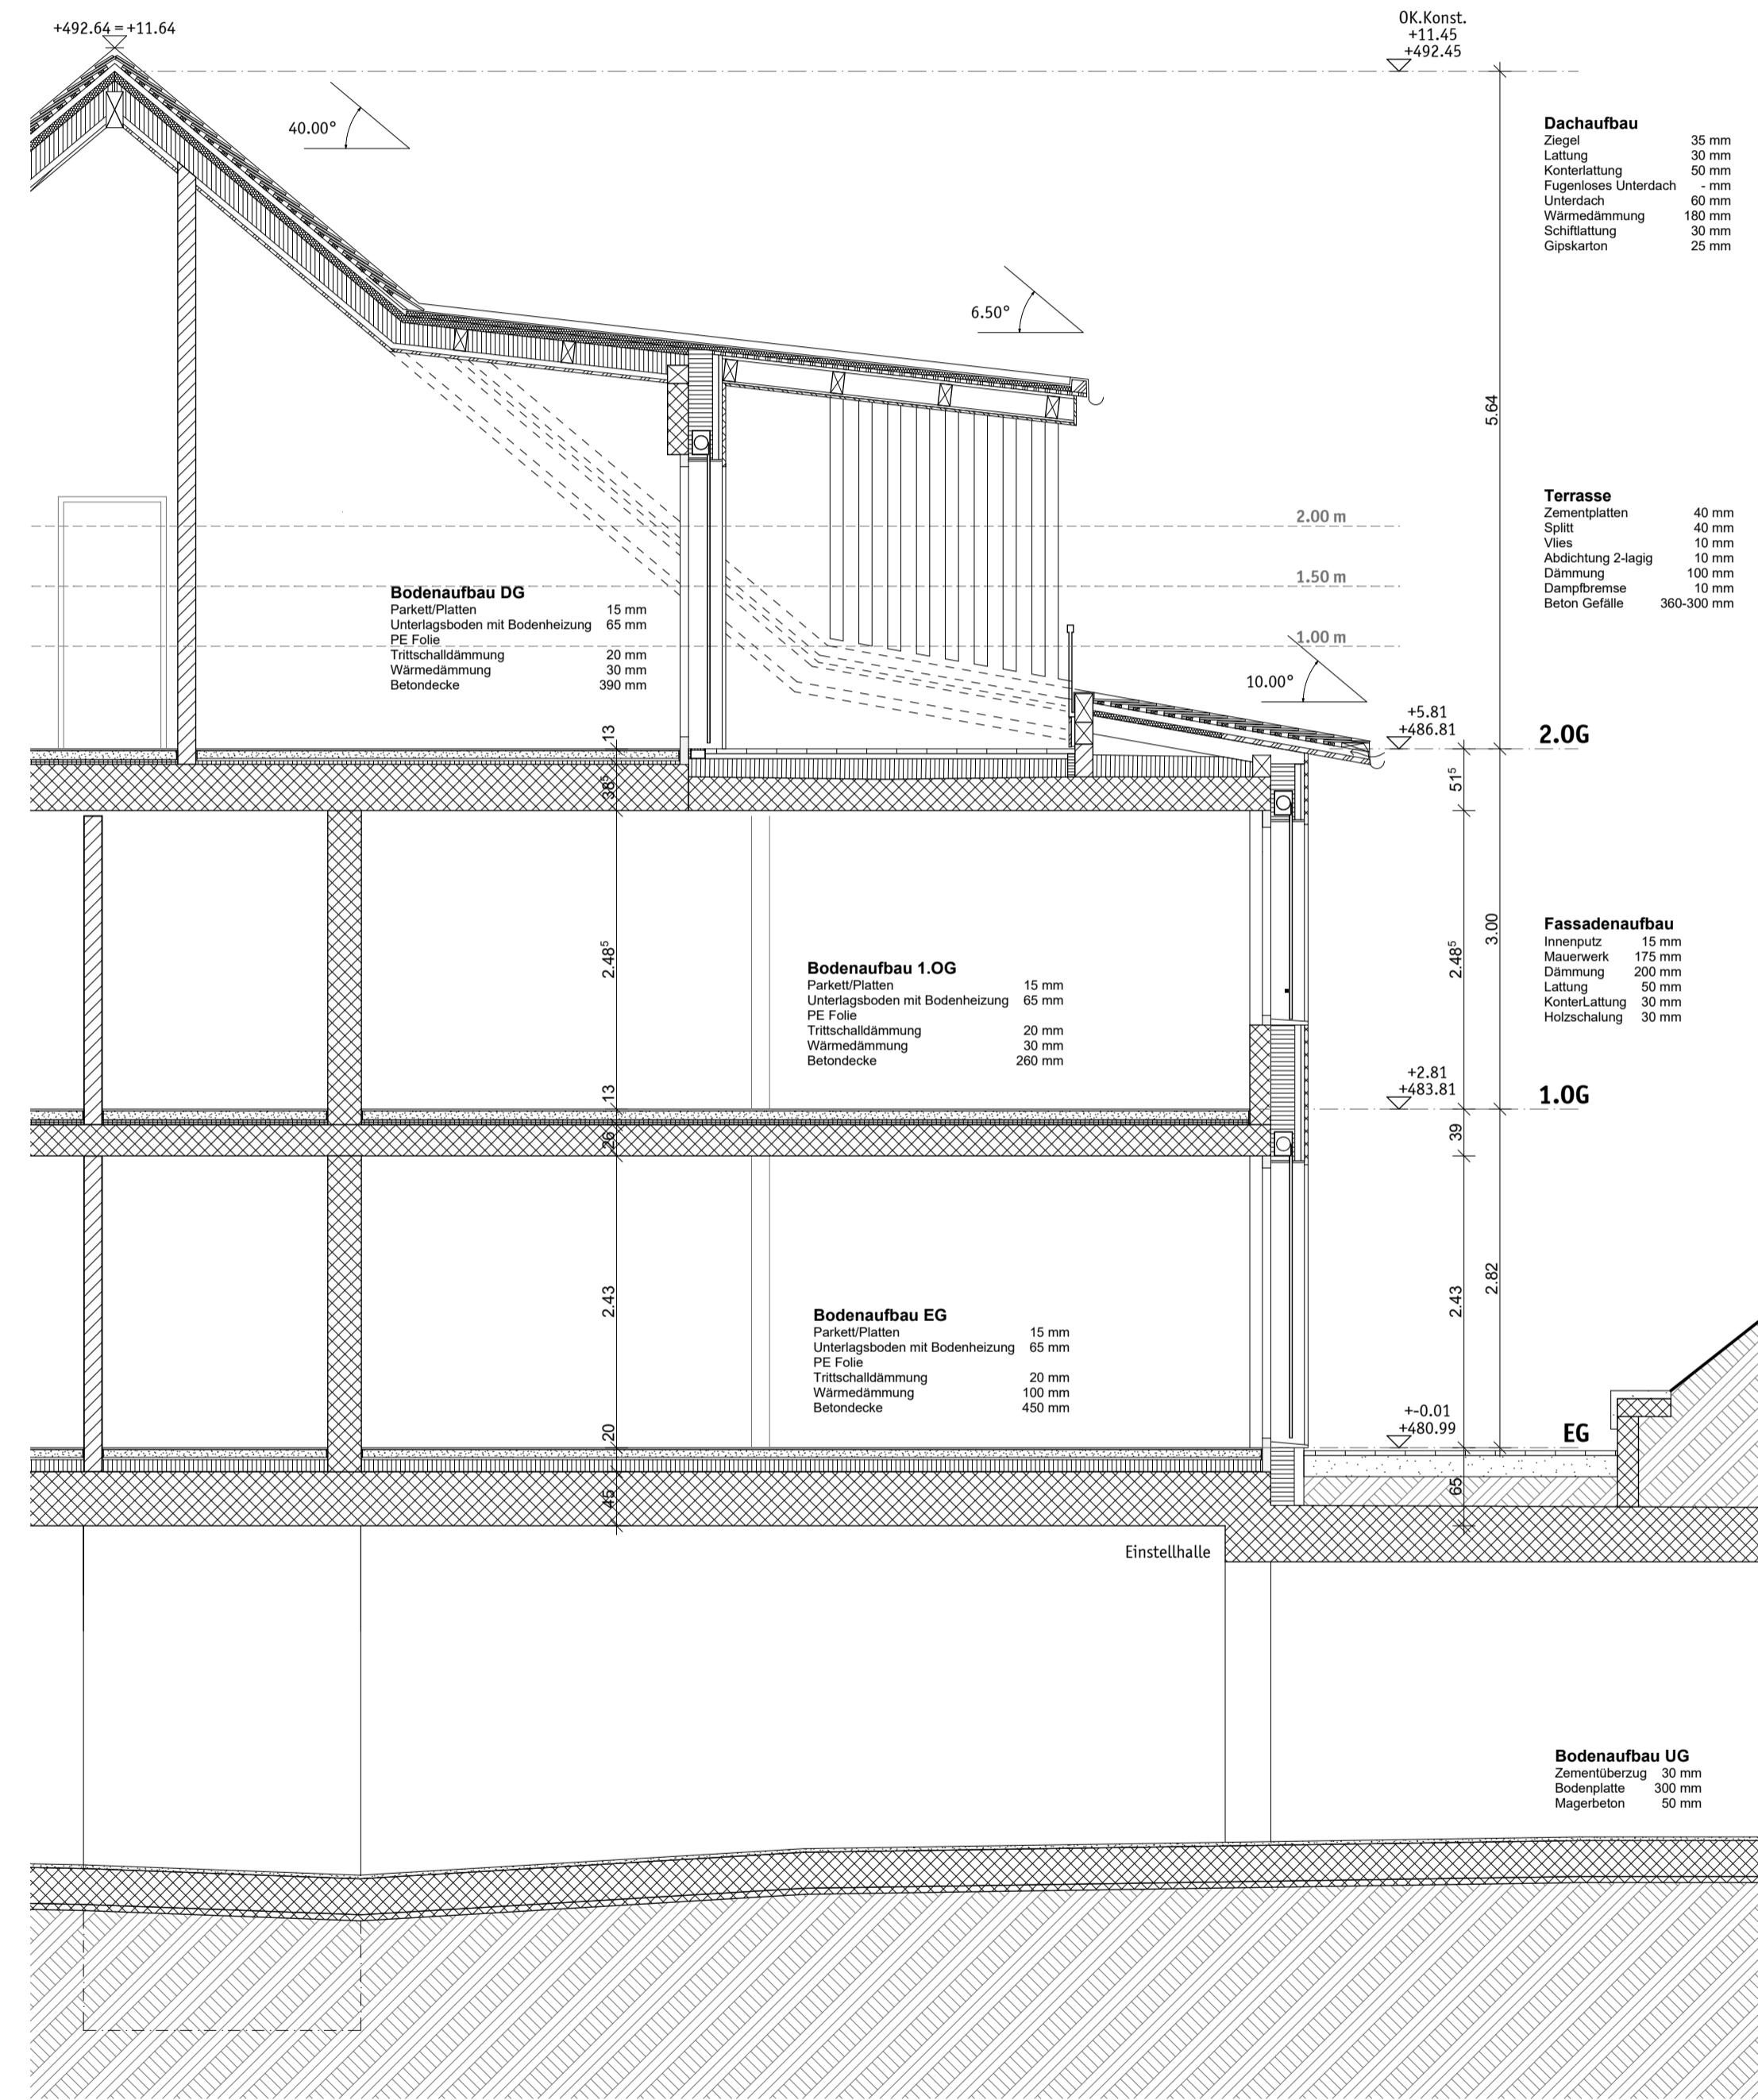 +492.64 = +11.64
OK.Konst.
+11.45
+492.45
40.00°
6.50°
10.00°
Dachaufbau
Ziegel 35 mm
Lattung 30 mm
Konterlattung 50 mm
Fugenloses Unterdach - mm
Unterdach 60 mm
Wärmedämmung 180 mm
Schiftlattung 30 mm
Gipskarton 25 mm
5.64
Terrasse
Zementplatten 40 mm
Splitt 40 mm
Vlies 10 mm
Abdichtung 2-lagig 10 mm
Dämmung 100 mm
Dampfbremse 10 mm
Beton Gefälle 360-300 mm
2.00 m
1.50 m
1.00 m
Bodenaufbau DG
Parkett/Platten 15 mm
Unterlagsboden mit Bodenheizung 65 mm
PE Folie
Trittschalldämmung 20 mm
Wärmedämmung 30 mm
Betondecke 390 mm
+5.81
+486.81
2.OG
13
38⁵
51⁵
2.48⁵
2.48⁵
3.00
Fassadenaufbau
Innenputz 15 mm
Mauerwerk 175 mm
Dämmung 200 mm
Lattung 50 mm
KonterLattung 30 mm
Holzschalung 30 mm
Bodenaufbau 1.OG
Parkett/Platten 15 mm
Unterlagsboden mit Bodenheizung 65 mm
PE Folie
Trittschalldämmung 20 mm
Wärmedämmung 30 mm
Betondecke 260 mm
+2.81
+483.81
1.OG
13
26
39
2.43
2.43
2.82
Bodenaufbau EG
Parkett/Platten 15 mm
Unterlagsboden mit Bodenheizung 65 mm
PE Folie
Trittschalldämmung 20 mm
Wärmedämmung 100 mm
Betondecke 450 mm
+-0.01
+480.99
EG
20
45
65
Einstellhalle
Bodenaufbau UG
Zementüberzug 30 mm
Bodenplatte 300 mm
Magerbeton 50 mm